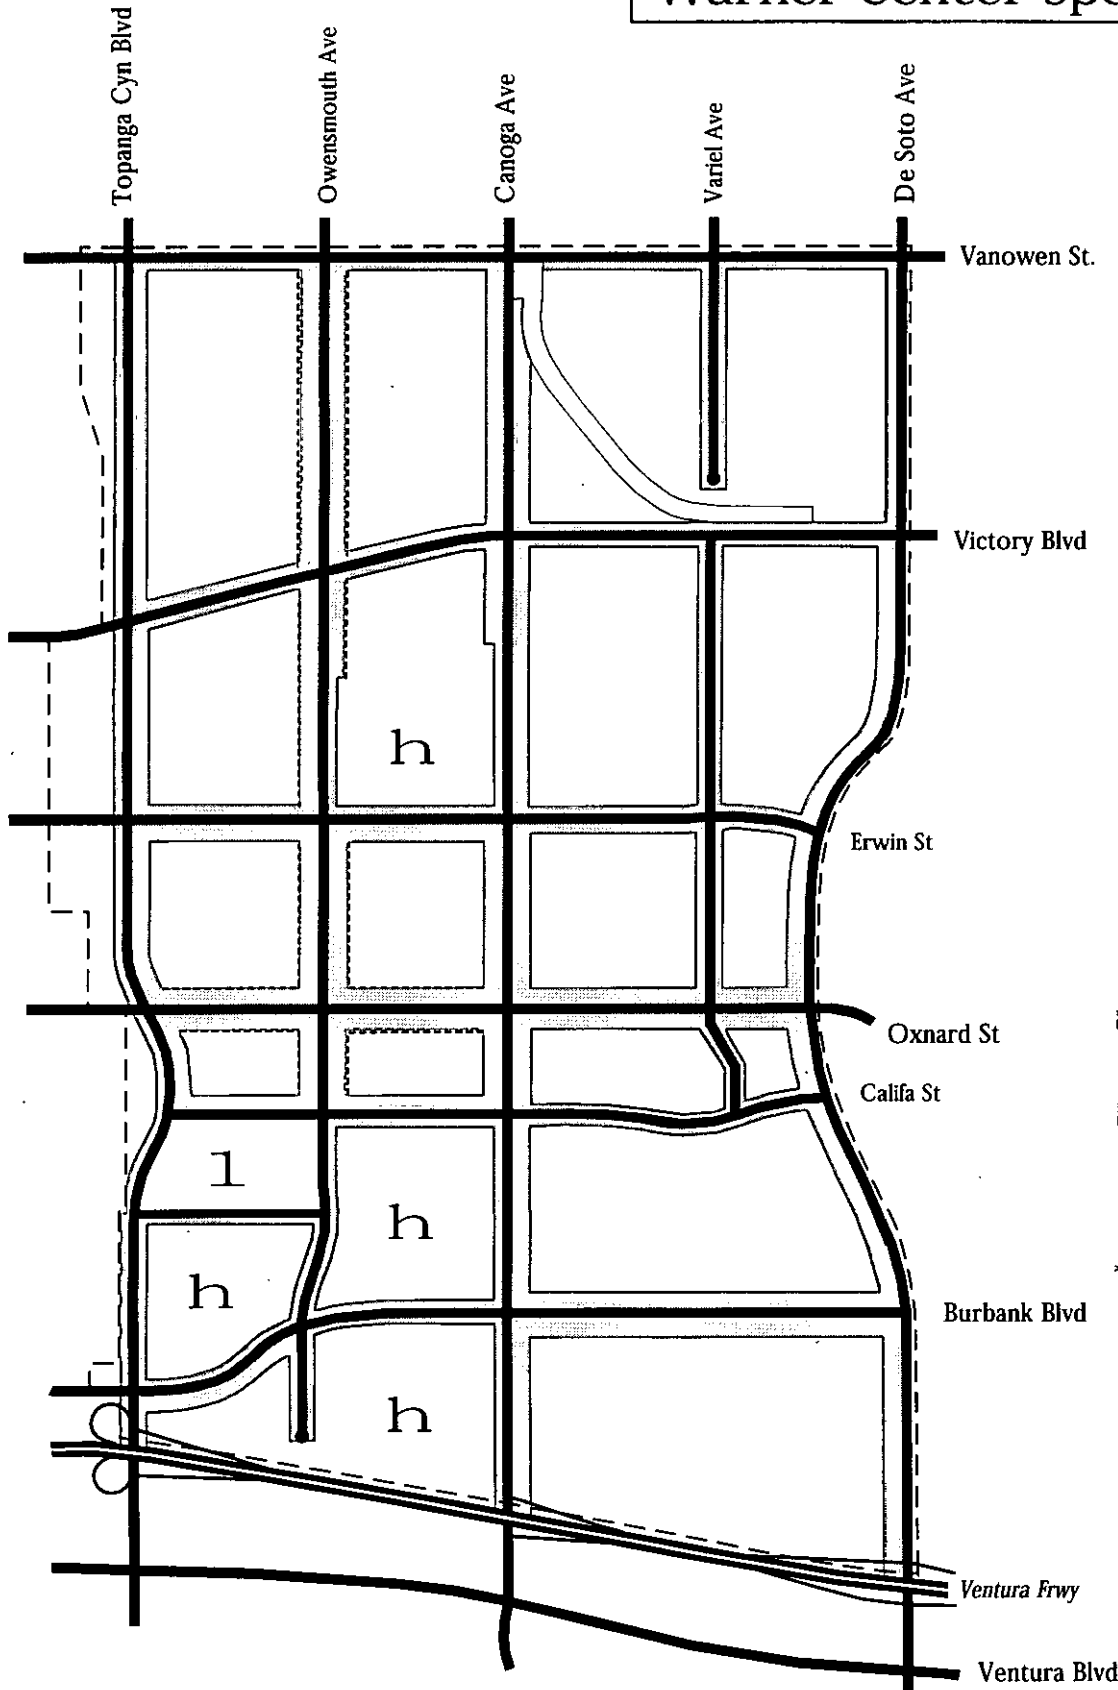 Warner Center Spe
Topanga Cyn Blvd
Owensmouth Ave
Canoga Ave
Variel Ave
De Soto Ave
Vanowen St.
Victory Blvd
h
Erwin St
Oxnard St
Califa St
l
h
h
Burbank Blvd
h
Ventura Frwy
Ventura Blvd